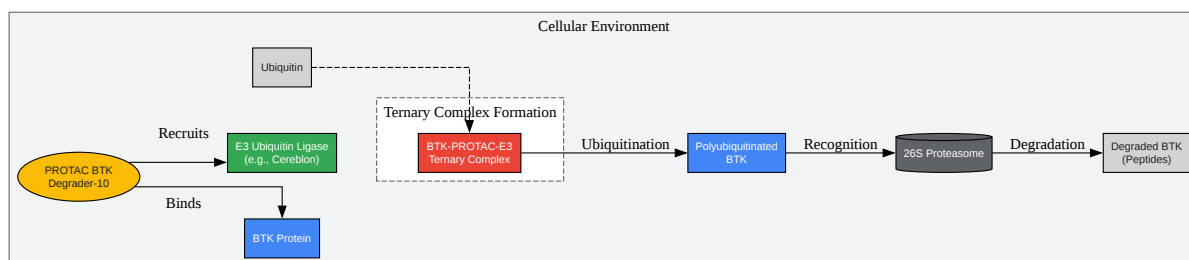 Cellular Environment
Ubiquitin
Ternary Complex Formation
Recruits
E3 Ubiquitin Ligase
(e.g., Cereblon)
BTK-PROTAC-E3
Ternary Complex
Ubiquitination
Polyubiquitinated
BTK
Recognition
26S Proteasome
Degradation
Degraded BTK
(Peptides)
PROTAC BTK
Degrader-10
Binds
BTK Protein